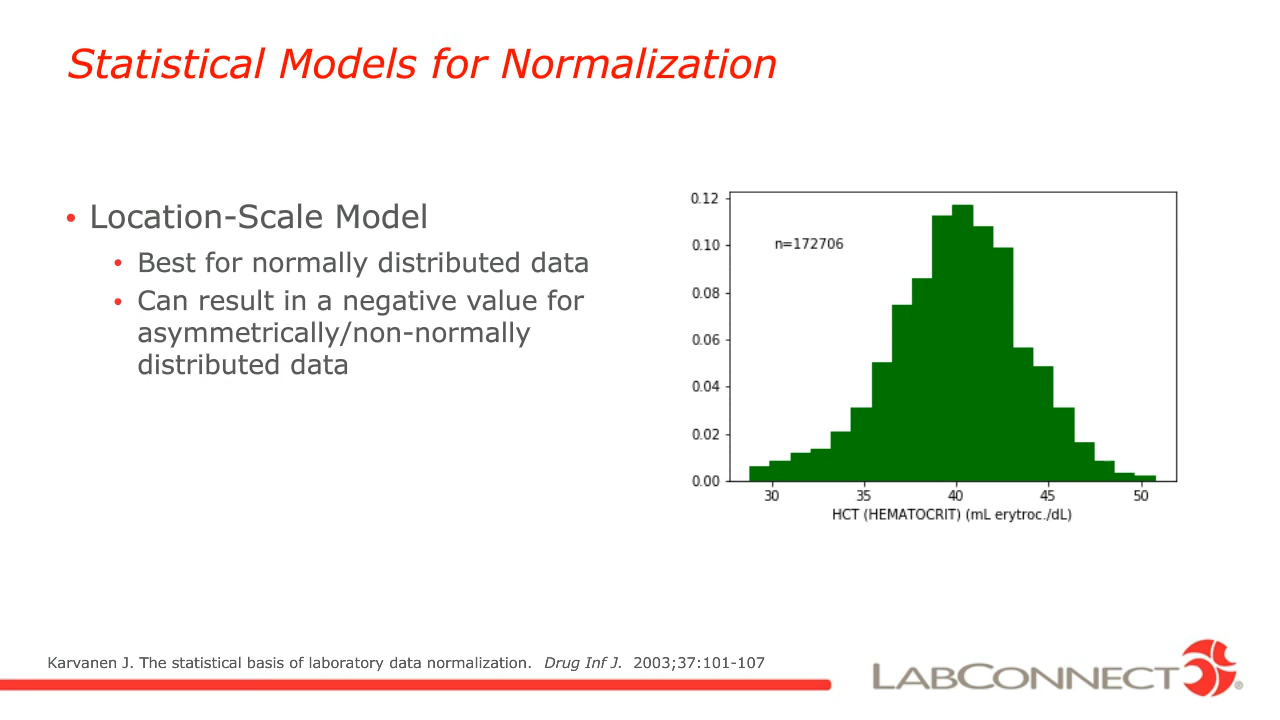 Statistical Models for Normalization
• Location-Scale Model
• Best for normally distributed data
• Can result in a negative value for
asymmetrically/non-normally
distributed data
0.12
0.10
0.08
0.06
0.04
0.02
0.00
n=172706
30 35 40 45 50
HCT (HEMATOCRIT) (mL erytroc./dL)
Karvanen J. The statistical basis of laboratory data normalization. Drug Inf J. 2003;37:101-107
LABCONNECT®